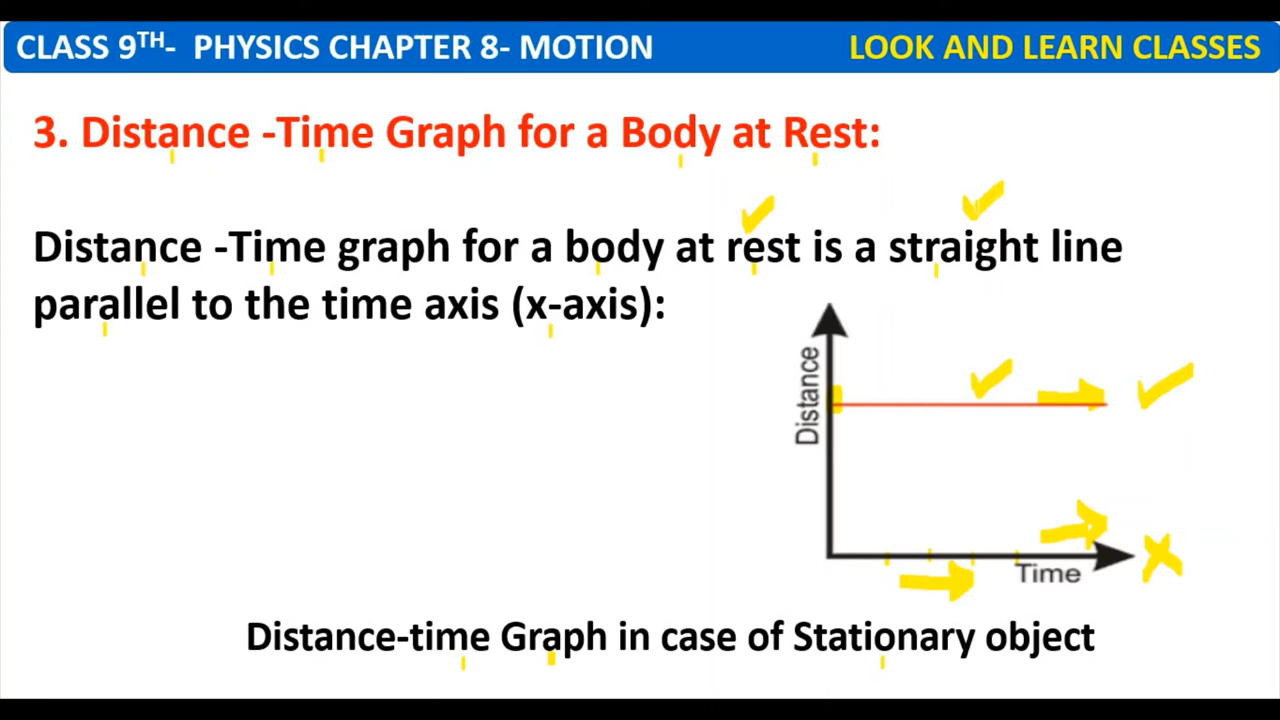 CLASS 9TH- PHYSICS CHAPTER 8- MOTION
LOOK AND LEARN CLASSES
3. Distance -Time Graph for a Body at Rest:
Distance -Time graph for a body at rest is a straight line
parallel to the time axis (x-axis):
Distance
Time
X
Distance-time Graph in case of Stationary object